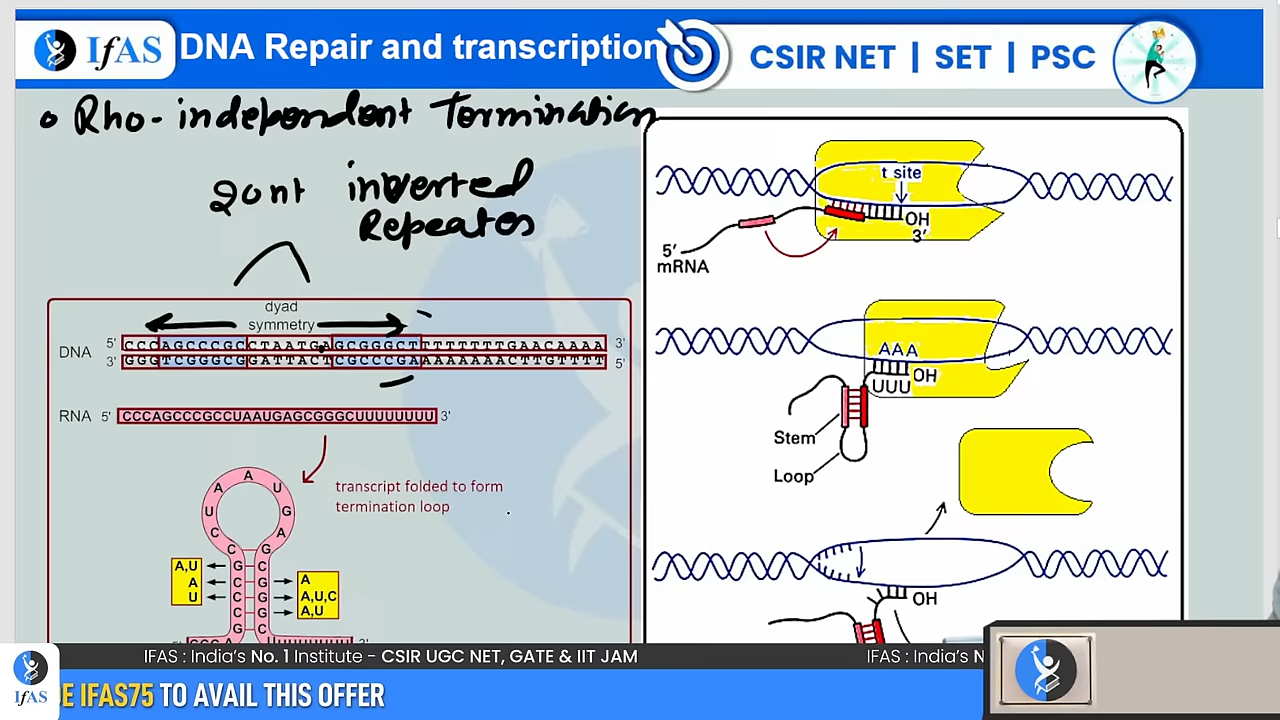 IfAS DNA Repair and transcription CSIR NET | SET | PSC
• Rho-independent Termination
20nt inverted
Repeates
dyad
symmetry
DNA 5' CCCAGCCCGCCTAATGAGCGGGCTTTTTTTTGAACAAAA 3'
3' GGGTCGGGCGGATTACTCGCCCGAAAAAAAACTTGTTTT 5'
RNA 5' CCCAGCCCGCCUAAUGAGCGGGCUUUUUUUU 3'
transcript folded to form
termination loop
A
A U
U G
C A
C G
A,U G C A
A C G A,U,C
U C G A,U
C G
G C
t site
OH
3'
5'
mRNA
AAA
UUU OH
Stem
Loop
OH
IFAS : India's No. 1 Institute - CSIR UGC NET, GATE & IIT JAM
IFAS : India's N
IfAS
E IFAS75 TO AVAIL THIS OFFER